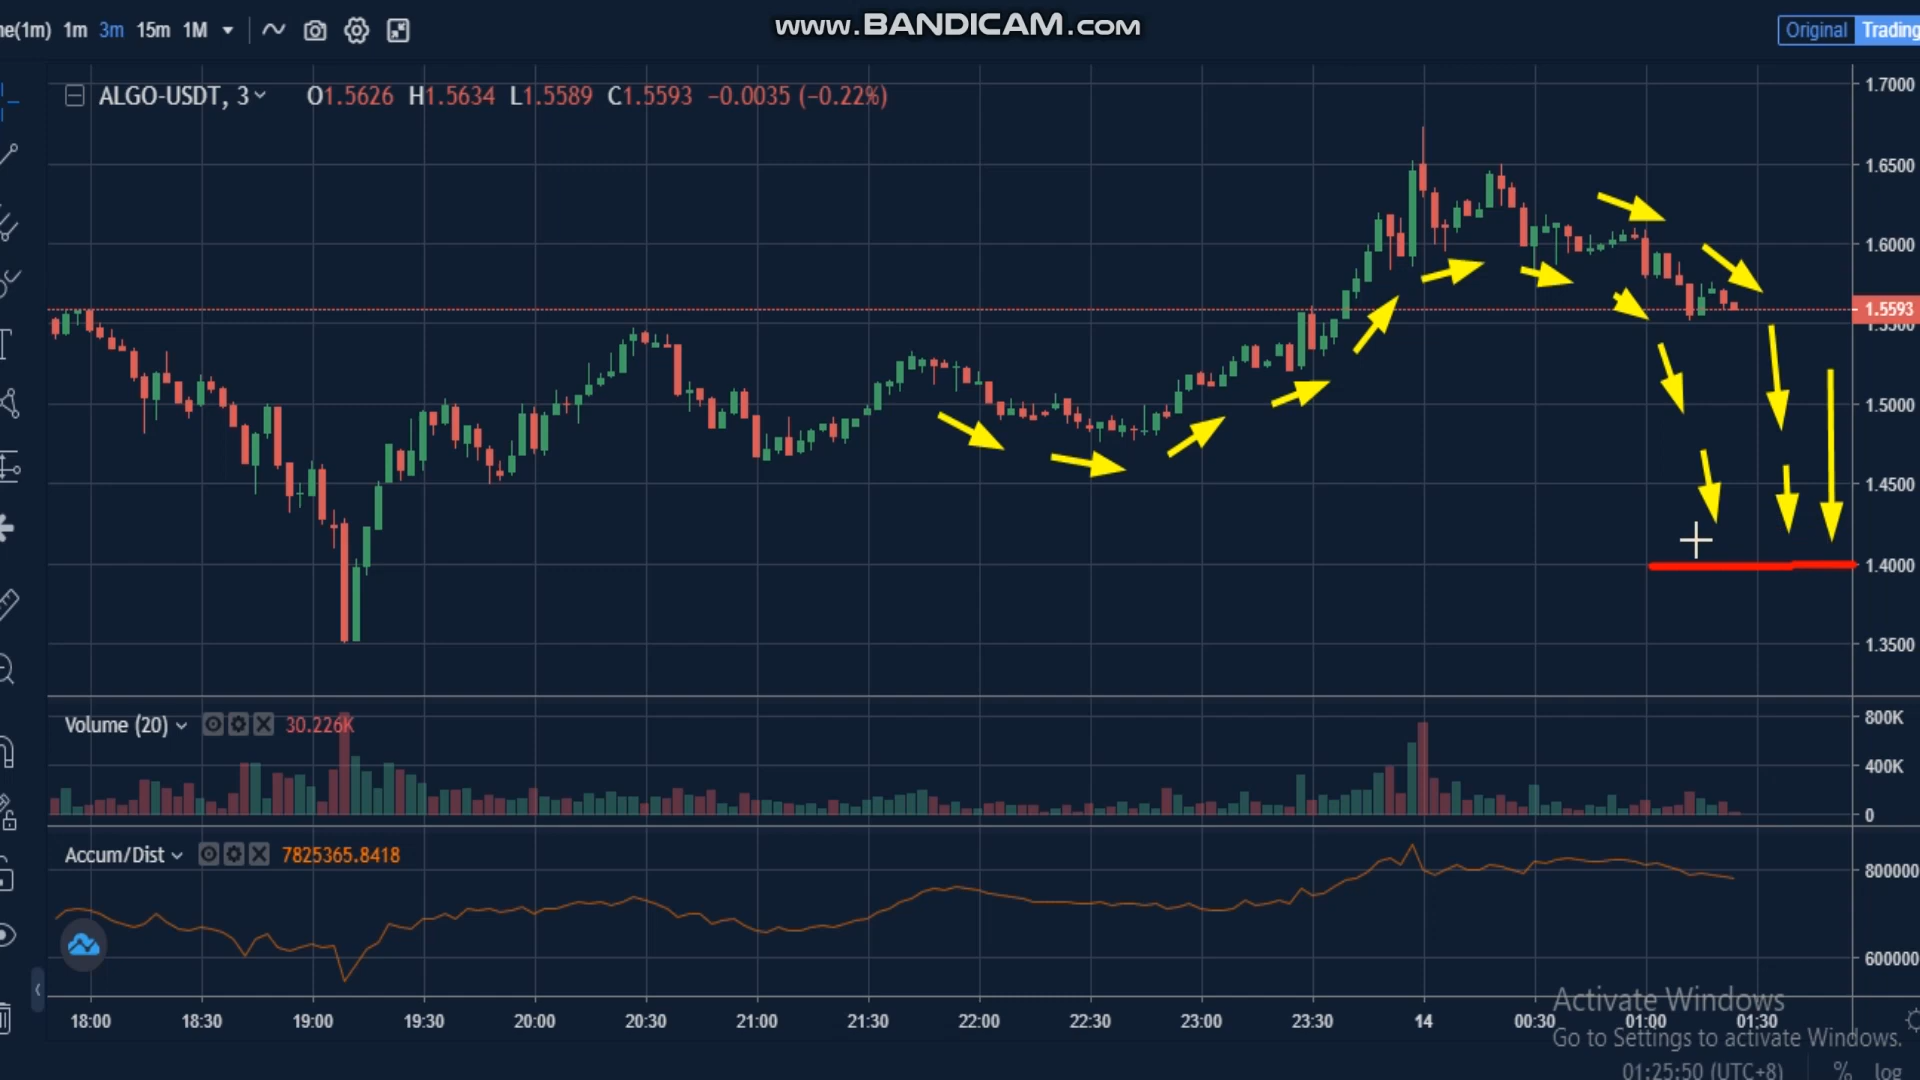 www.BANDICAM.com
ne(1m) 1m 3m 15m 1M
Original Trading
ALGO-USDT, 3 O1.5626 H1.5634 L1.5589 C1.5593 −0.0035 (−0.22%)
1.7000
1.6500
1.6000
1.5593
1.5500
1.5000
1.4500
1.4000
1.3500
Volume (20) 30.226K
800K
400K
0
Accum/Dist 7825365.8418
800000
600000
18:00 18:30 19:00 19:30 20:00 20:30 21:00 21:30 22:00 22:30 23:00 23:30 14 00:30 01:00 01:30
Activate Windows
Go to Settings to activate Windows.
01:25:50 (UTC+8) % log